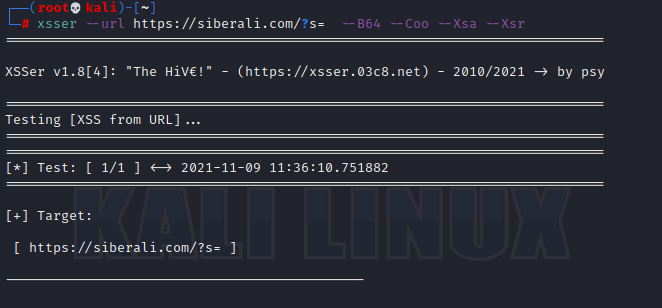 (root💀kali)-[~]
# xsser --url https://siberali.com/?s=  --B64 --Coo --Xsa --Xsr
===========================================================================
XSSer v1.8[4]: "The HiV€!" - (https://xsser.03c8.net) - 2010/2021 -> by psy
===========================================================================
Testing [XSS from URL]...
===========================================================================
===========================================================================
[*] Test: [ 1/1 ] <-> 2021-11-09 11:36:10.751882
===========================================================================
[+] Target:
[ https://siberali.com/?s= ]
---------------------------------------------
KALI LINUX